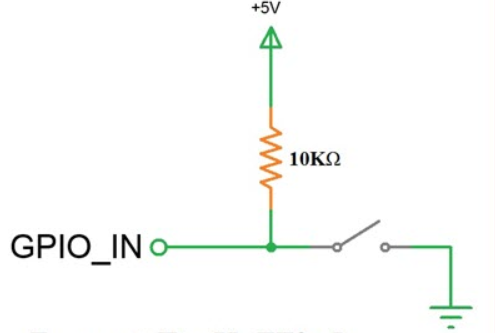 +5V
10KΩ
GPIO_IN